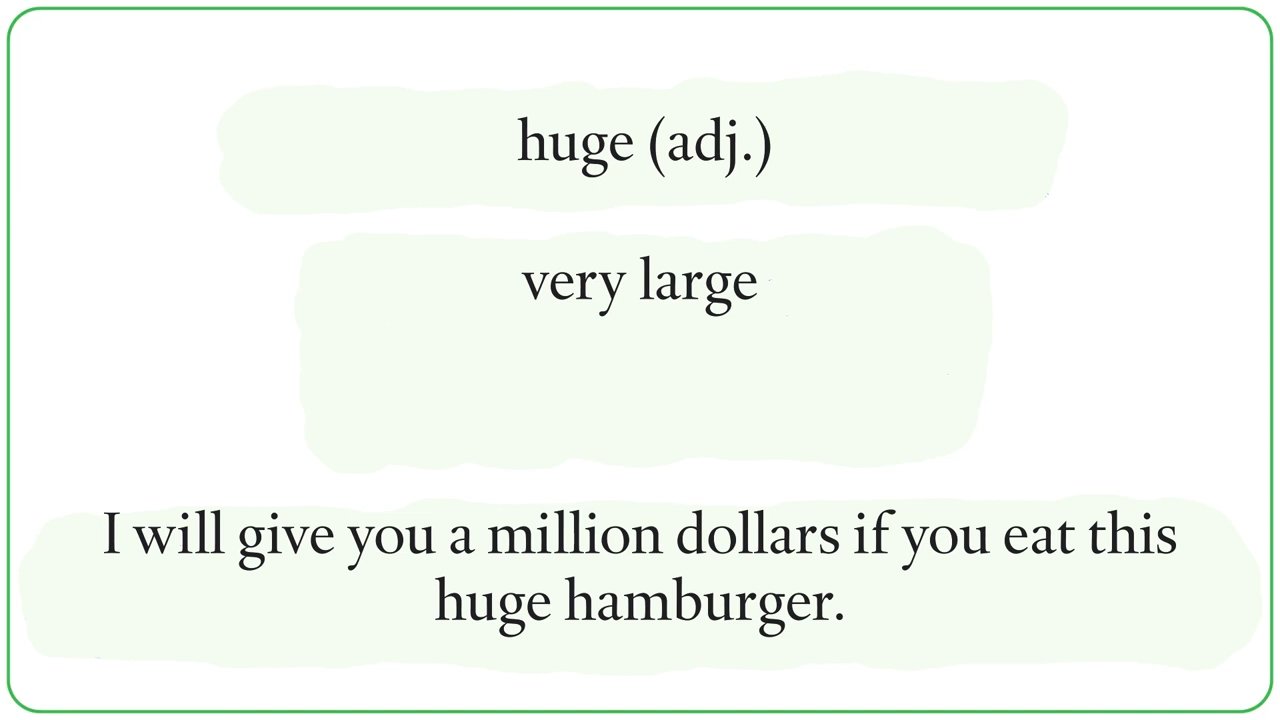 huge (adj.)
very large
I will give you a million dollars if you eat this
huge hamburger.